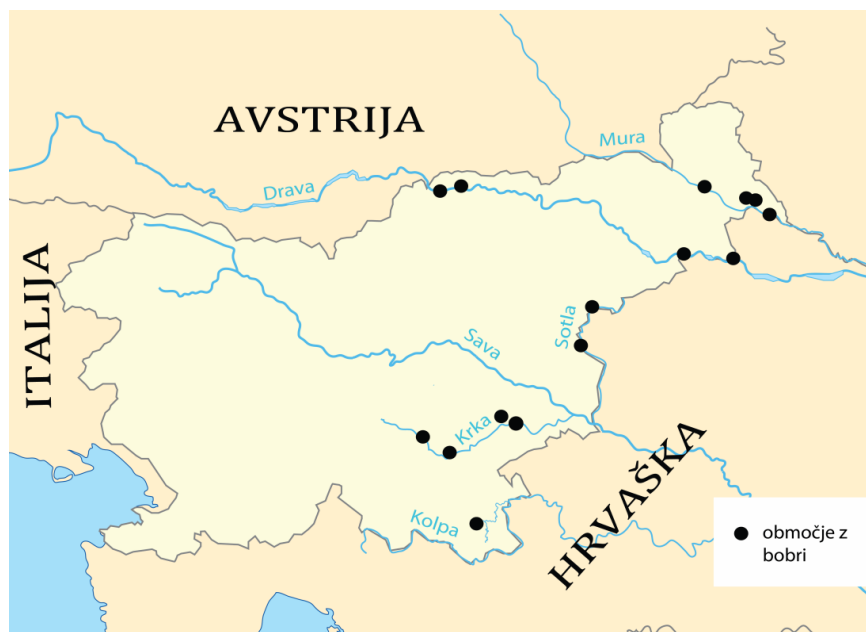 AVSTRIJA
Mura
Drava
ITALIJA
Sotla
Sava
Krka
HRVAŠKA
Kolpa
območje z
bobri